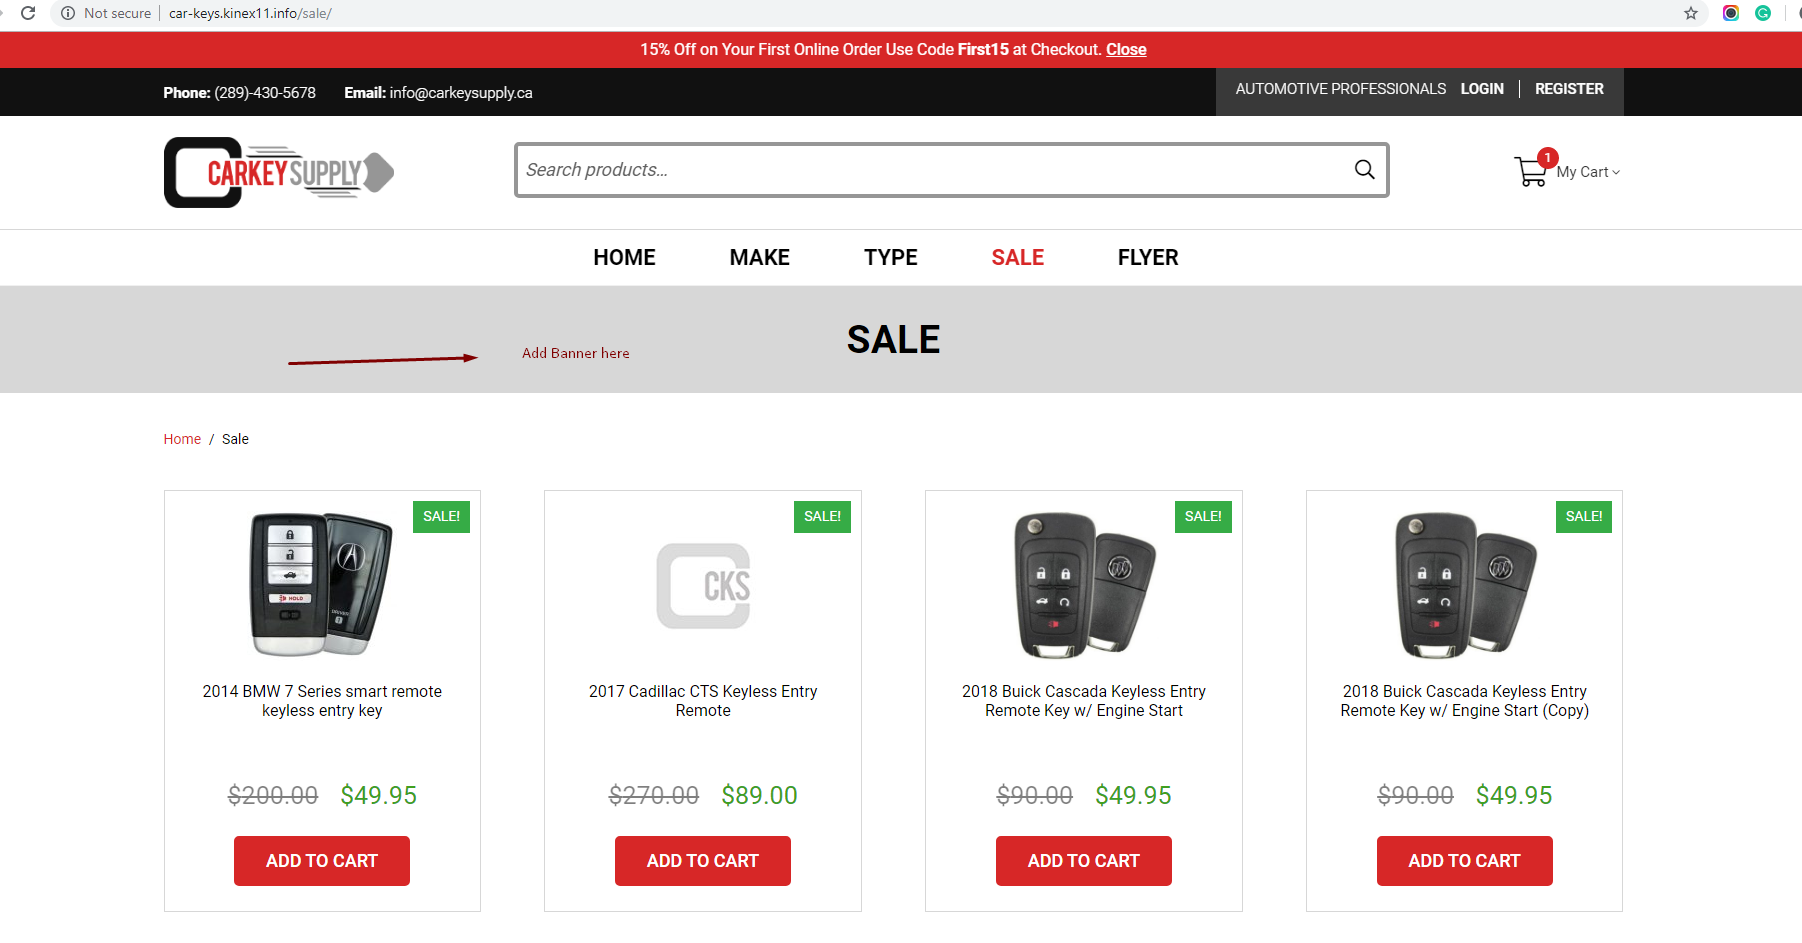 Not secure | car-keys.kinex11.info/sale/
15% Off on Your First Online Order Use Code First15 at Checkout. Close
Phone: (289)-430-5678 Email: info@carkeysupply.ca
AUTOMOTIVE PROFESSIONALS LOGIN | REGISTER
CARKEYSUPPLY
Search products...
1
My Cart
HOME MAKE TYPE SALE FLYER
SALE
Add Banner here
Home / Sale
SALE!
HOLD
DRIVER 1
2014 BMW 7 Series smart remote
keyless entry key
$200.00 $49.95
ADD TO CART
SALE!
CKS
2017 Cadillac CTS Keyless Entry
Remote
$270.00 $89.00
ADD TO CART
SALE!
2018 Buick Cascada Keyless Entry
Remote Key w/ Engine Start
$90.00 $49.95
ADD TO CART
SALE!
2018 Buick Cascada Keyless Entry
Remote Key w/ Engine Start (Copy)
$90.00 $49.95
ADD TO CART